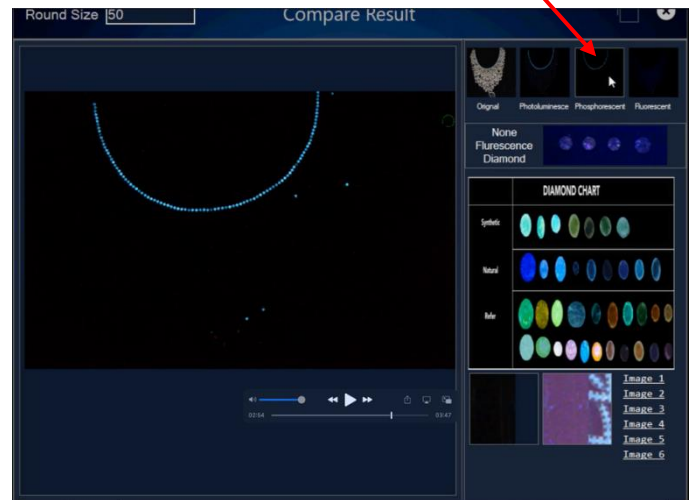 Round Size 50
Compare Result
Orignal
Photoluminesce
Phosphorescent
Fluorescent
None
Flurescence
Diamond
DIAMOND CHART
Synthetic
Natural
Refer
03:54
03:47
Image 1
Image 2
Image 3
Image 4
Image 5
Image 6